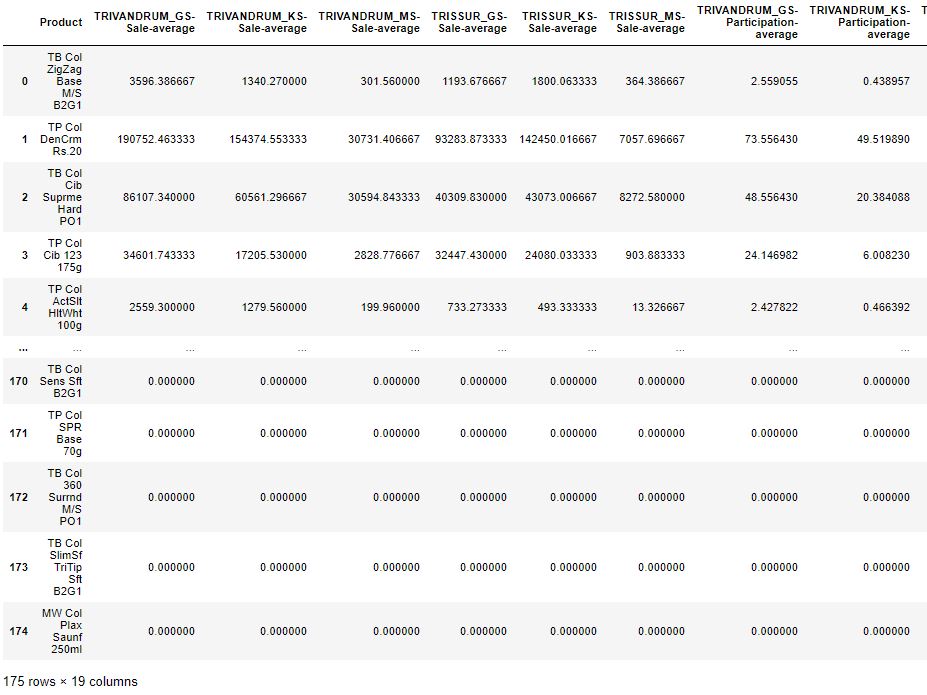 Product TRIVANDRUM_GS-Sale-average TRIVANDRUM_KS-Sale-average TRIVANDRUM_MS-Sale-average TRISSUR_GS-Sale-average TRISSUR_KS-Sale-average TRISSUR_MS-Sale-average TRIVANDRUM_GS-Participation-average TRIVANDRUM_KS-Participation-average T
0 TB Col ZigZag Base M/S B2G1 3596.386667 1340.270000 301.560000 1193.676667 1800.063333 364.386667 2.559055 0.438957
1 TP Col DenCrm Rs.20 190752.463333 154374.553333 30731.406667 93283.873333 142450.016667 7057.696667 73.556430 49.519890
2 TB Col Cib Suprme Hard PO1 86107.340000 60561.296667 30594.843333 40309.830000 43073.006667 8272.580000 48.556430 20.384088
3 TP Col Cib 123 175g 34601.743333 17205.530000 2828.776667 32447.430000 24080.033333 903.883333 24.146982 6.008230
4 TP Col ActSlt HltWht 100g 2559.300000 1279.560000 199.960000 733.273333 493.333333 13.326667 2.427822 0.466392
... ... ... ... ... ... ... ... ... ...
170 TB Col Sens Sft B2G1 0.000000 0.000000 0.000000 0.000000 0.000000 0.000000 0.000000 0.000000
171 TP Col SPR Base 70g 0.000000 0.000000 0.000000 0.000000 0.000000 0.000000 0.000000 0.000000
172 TB Col 360 Surrnd M/S PO1 0.000000 0.000000 0.000000 0.000000 0.000000 0.000000 0.000000 0.000000
173 TB Col SlimSf TriTip Sft B2G1 0.000000 0.000000 0.000000 0.000000 0.000000 0.000000 0.000000 0.000000
174 MW Col Plax Saunf 250ml 0.000000 0.000000 0.000000 0.000000 0.000000 0.000000 0.000000 0.000000
175 rows × 19 columns